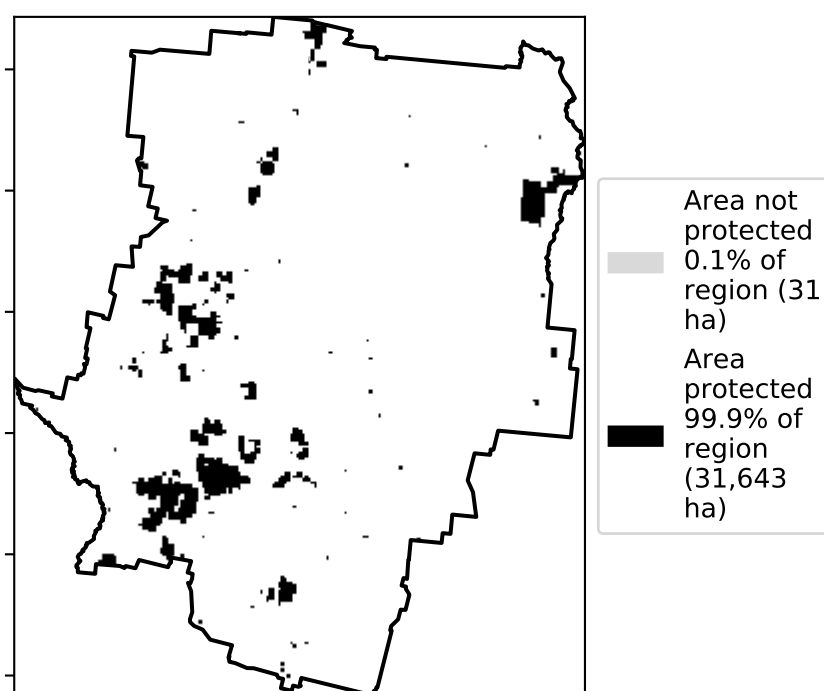 Area not
protected
0.1% of
region (31
ha)
Area
protected
99.9% of
region
(31,643
ha)